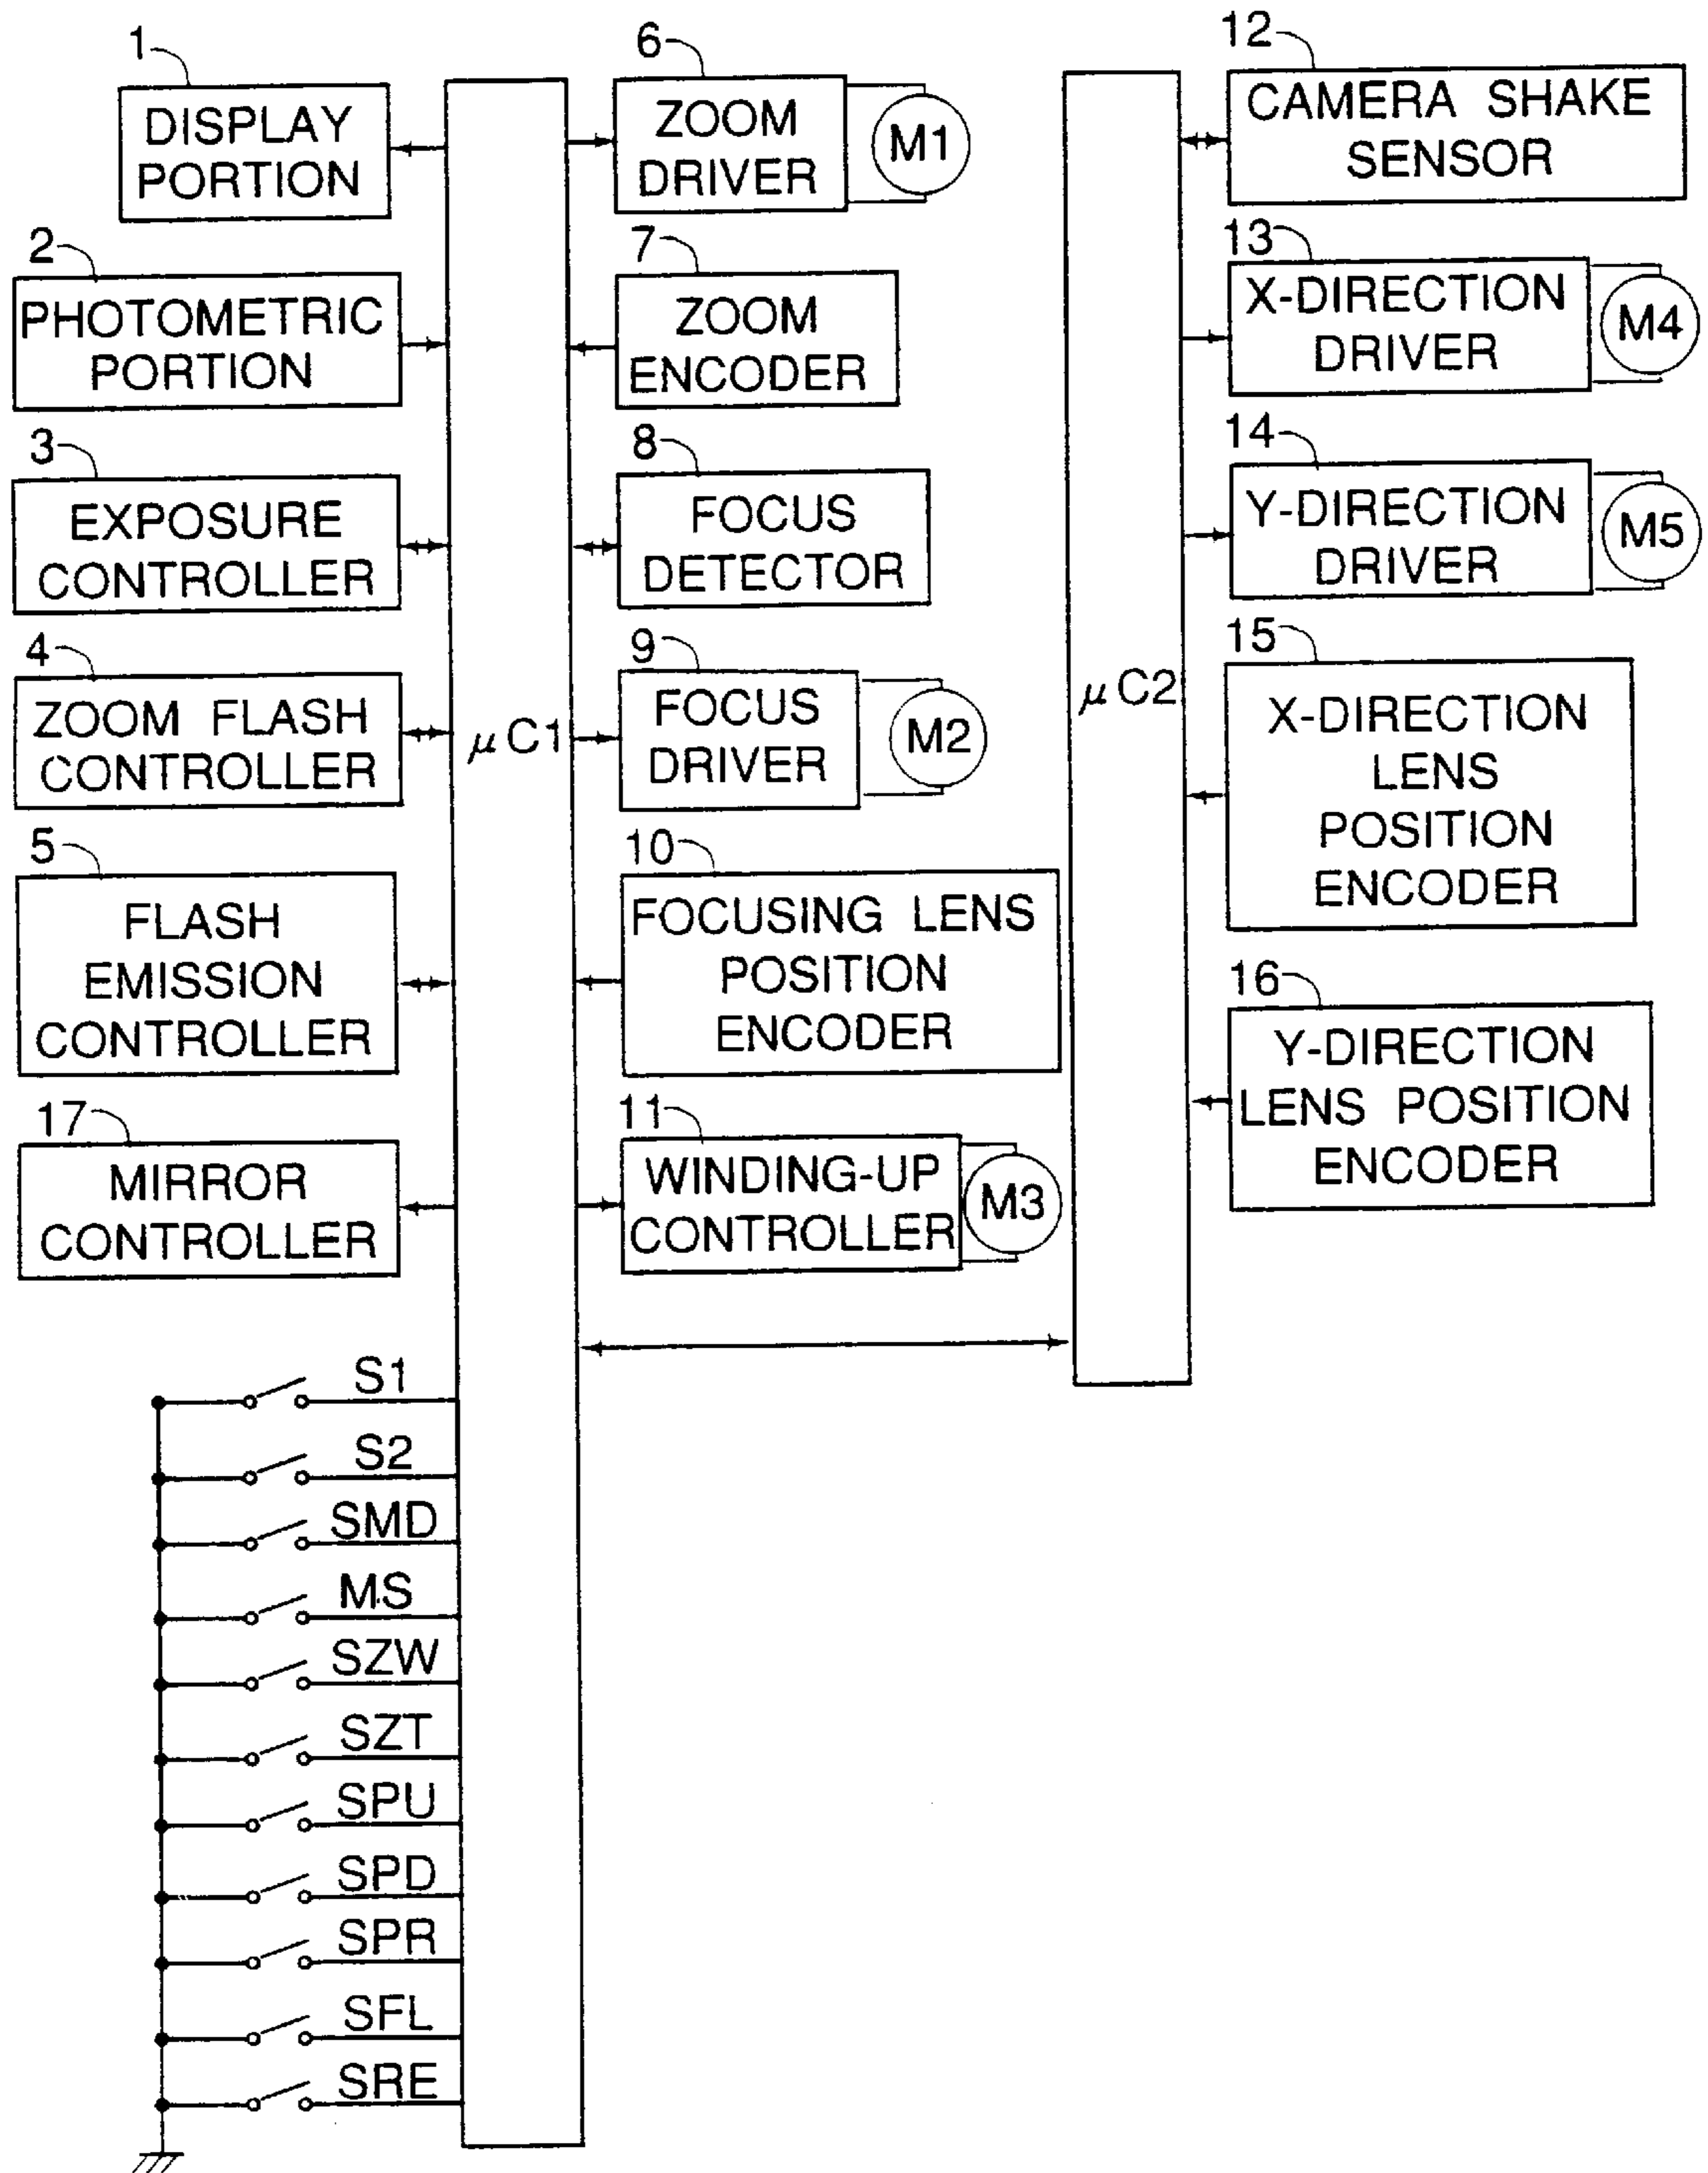 1
DISPLAY
PORTION
2
PHOTOMETRIC
PORTION
3
EXPOSURE
CONTROLLER
4
ZOOM FLASH
CONTROLLER
5
FLASH
EMISSION
CONTROLLER
17
MIRROR
CONTROLLER
S1
S2
SMD
MS
SZW
SZT
SPU
SPD
SPR
SFL
SRE
μC1
6
ZOOM
DRIVER
M1
7
ZOOM
ENCODER
8
FOCUS
DETECTOR
9
FOCUS
DRIVER
M2
10
FOCUSING LENS
POSITION
ENCODER
11
WINDING-UP
CONTROLLER
M3
μC2
12
CAMERA SHAKE
SENSOR
13
X-DIRECTION
DRIVER
M4
14
Y-DIRECTION
DRIVER
M5
15
X-DIRECTION
LENS
POSITION
ENCODER
16
Y-DIRECTION
LENS POSITION
ENCODER